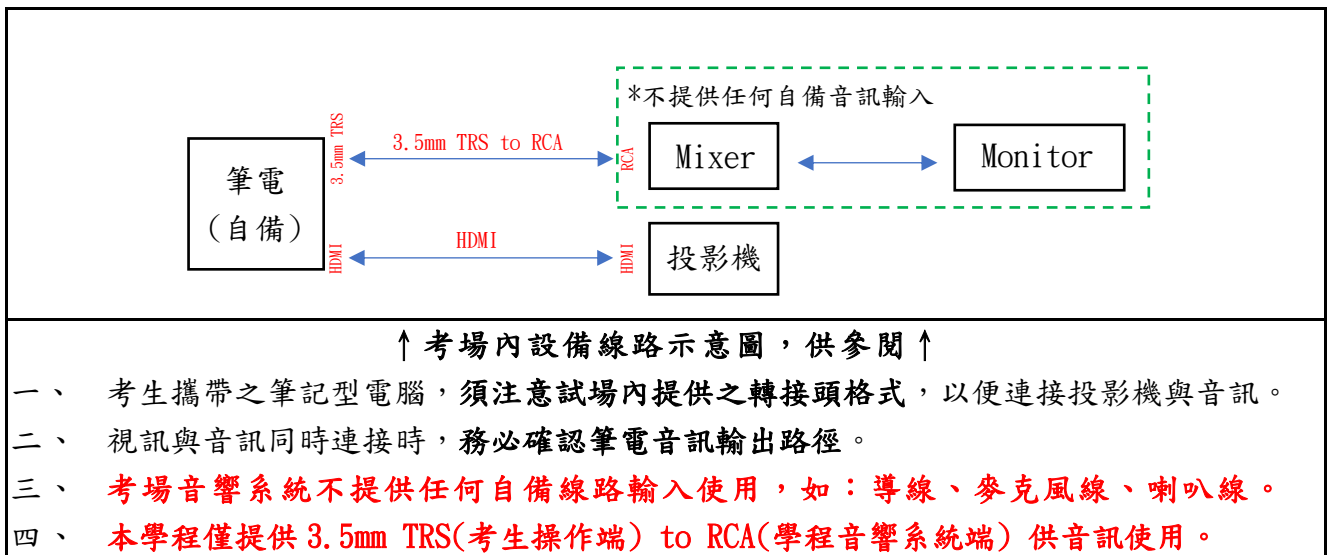 *不提供任何自備音訊輸入
3.5mm TRS
3.5mm TRS to RCA
RCA
Mixer
Monitor
筆電
(自備)
HDMI
HDMI
HDMI
投影機
↑考場內設備線路示意圖，供參閱↑
一、 考生攜帶之筆記型電腦，須注意試場內提供之轉接頭格式，以便連接投影機與音訊。
二、 視訊與音訊同時連接時，務必確認筆電音訊輸出路徑。
三、 考場音響系統不提供任何自備線路輸入使用，如：導線、麥克風線、喇叭線。
四、 本學程僅提供 3.5mm TRS(考生操作端) to RCA(學程音響系統端) 供音訊使用。